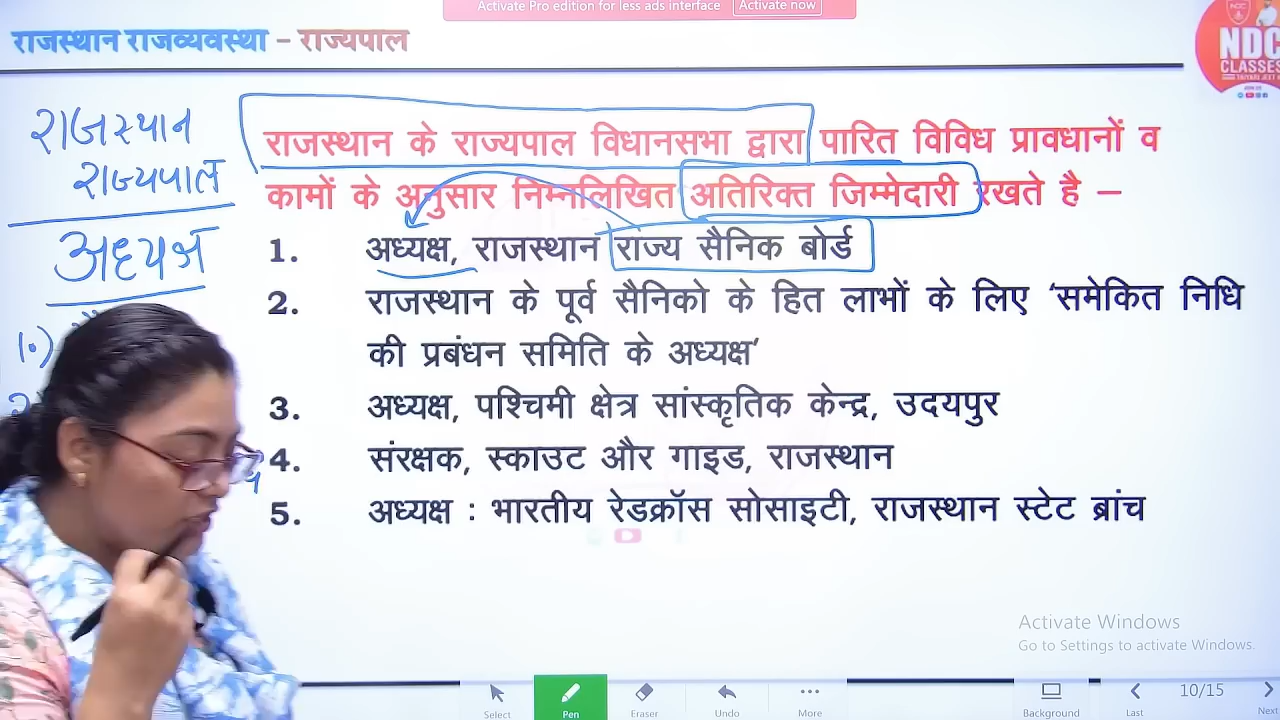 Activate Pro edition for less ads interface Activate now
राजस्थान राजव्यवस्था – राज्यपाल
NDC
CLASSES
राजस्थान
राज्यपाल
अध्यक्ष
1.)
राजस्थान के राज्यपाल विधानसभा द्वारा पारित विविध प्रावधानों व
कामों के अनुसार निम्नलिखित अतिरिक्त जिम्मेदारी रखते है –
1. अध्यक्ष, राजस्थान राज्य सैनिक बोर्ड
2. राजस्थान के पूर्व सैनिको के हित लाभों के लिए ‘समेकित निधि
की प्रबंधन समिति के अध्यक्ष’
3. अध्यक्ष, पश्चिमी क्षेत्र सांस्कृतिक केन्द्र, उदयपुर
4. संरक्षक, स्काउट और गाइड, राजस्थान
5. अध्यक्ष : भारतीय रेडक्रॉस सोसाइटी, राजस्थान स्टेट ब्रांच
Activate Windows
Go to Settings to activate Windows.
Select Pen Eraser Undo More Background Last 10/15 Next